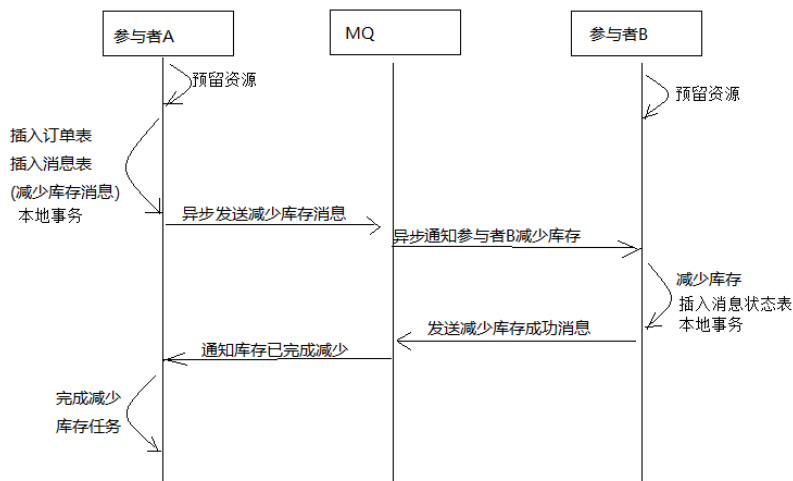 参与者A
MQ
参与者B
预留资源
预留资源
插入订单表
插入消息表
(减少库存消息)
本地事务
异步发送减少库存消息
异步通知参与者B减少库存
减少库存
插入消息状态表
本地事务
发送减少库存成功消息
通知库存已完成减少
完成减少
库存任务